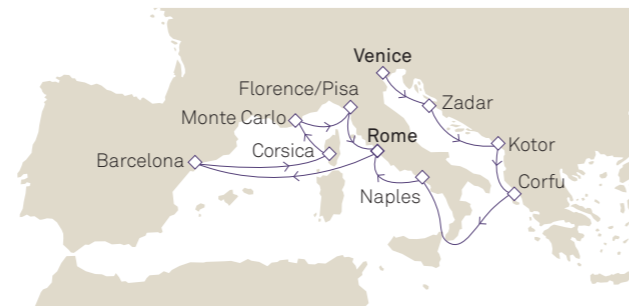 Venice
Florence/Pisa
Zadar
Monte Carlo
Rome
Kotor
Corsica
Barcelona
Corfu
Naples